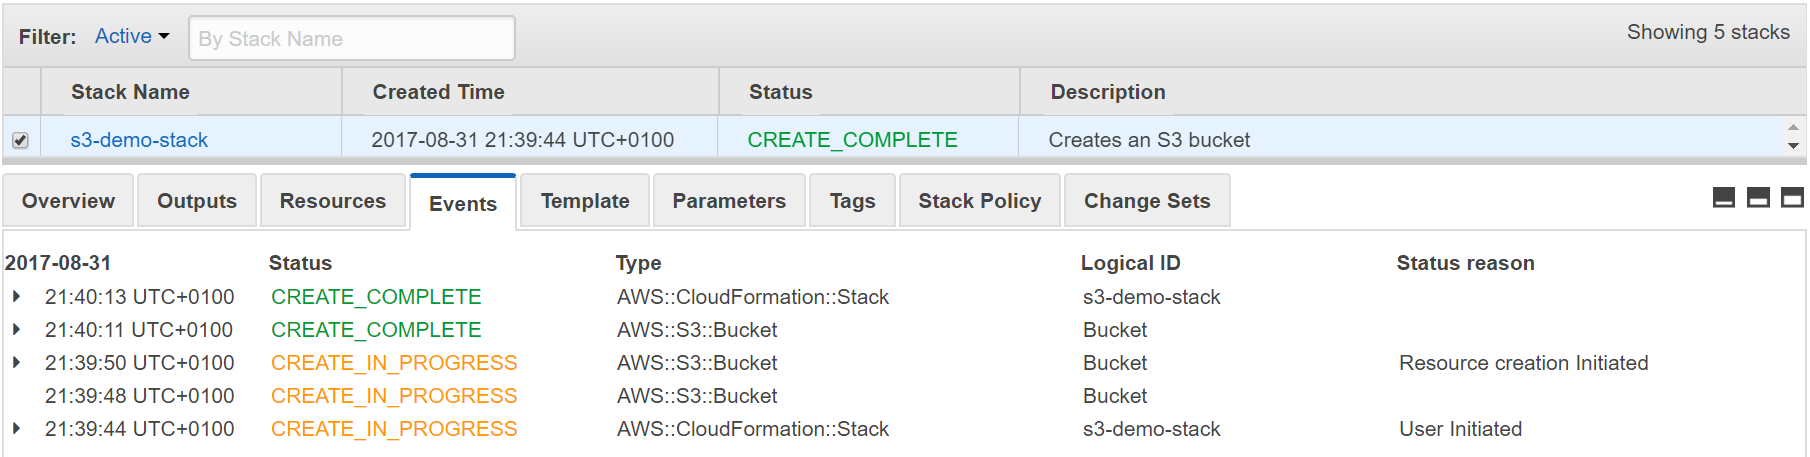 Filter: Active By Stack Name Showing 5 stacks
Stack Name Created Time Status Description
s3-demo-stack 2017-08-31 21:39:44 UTC+0100 CREATE_COMPLETE Creates an S3 bucket
Overview Outputs Resources Events Template Parameters Tags Stack Policy Change Sets
2017-08-31 Status Type Logical ID Status reason
21:40:13 UTC+0100 CREATE_COMPLETE AWS::CloudFormation::Stack s3-demo-stack
21:40:11 UTC+0100 CREATE_COMPLETE AWS::S3::Bucket Bucket
21:39:50 UTC+0100 CREATE_IN_PROGRESS AWS::S3::Bucket Bucket Resource creation Initiated
21:39:48 UTC+0100 CREATE_IN_PROGRESS AWS::S3::Bucket Bucket
21:39:44 UTC+0100 CREATE_IN_PROGRESS AWS::CloudFormation::Stack s3-demo-stack User Initiated